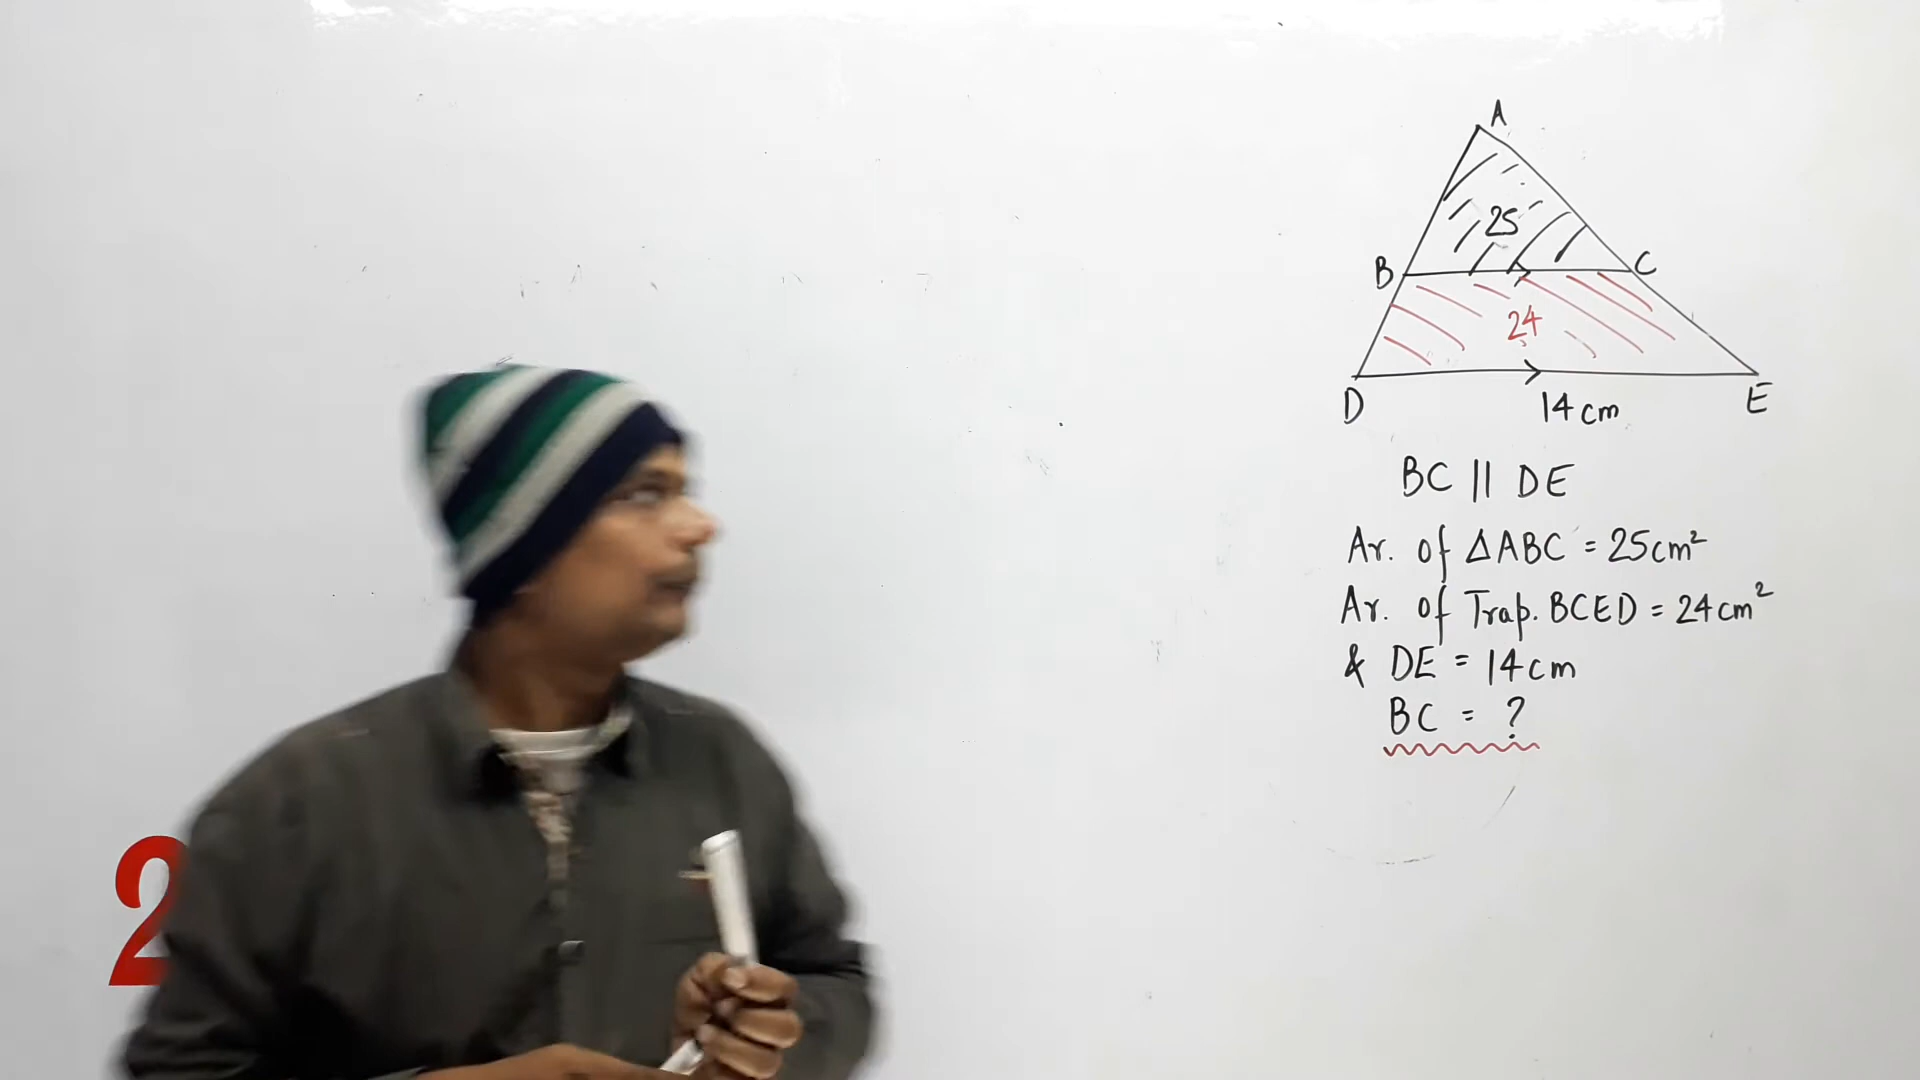 A
25
B
C
24
D
14 cm
E
BC || DE
Ar. of ΔABC = 25cm²
Ar. of Trap. BCED = 24cm²
& DE = 14cm
BC = ?
2